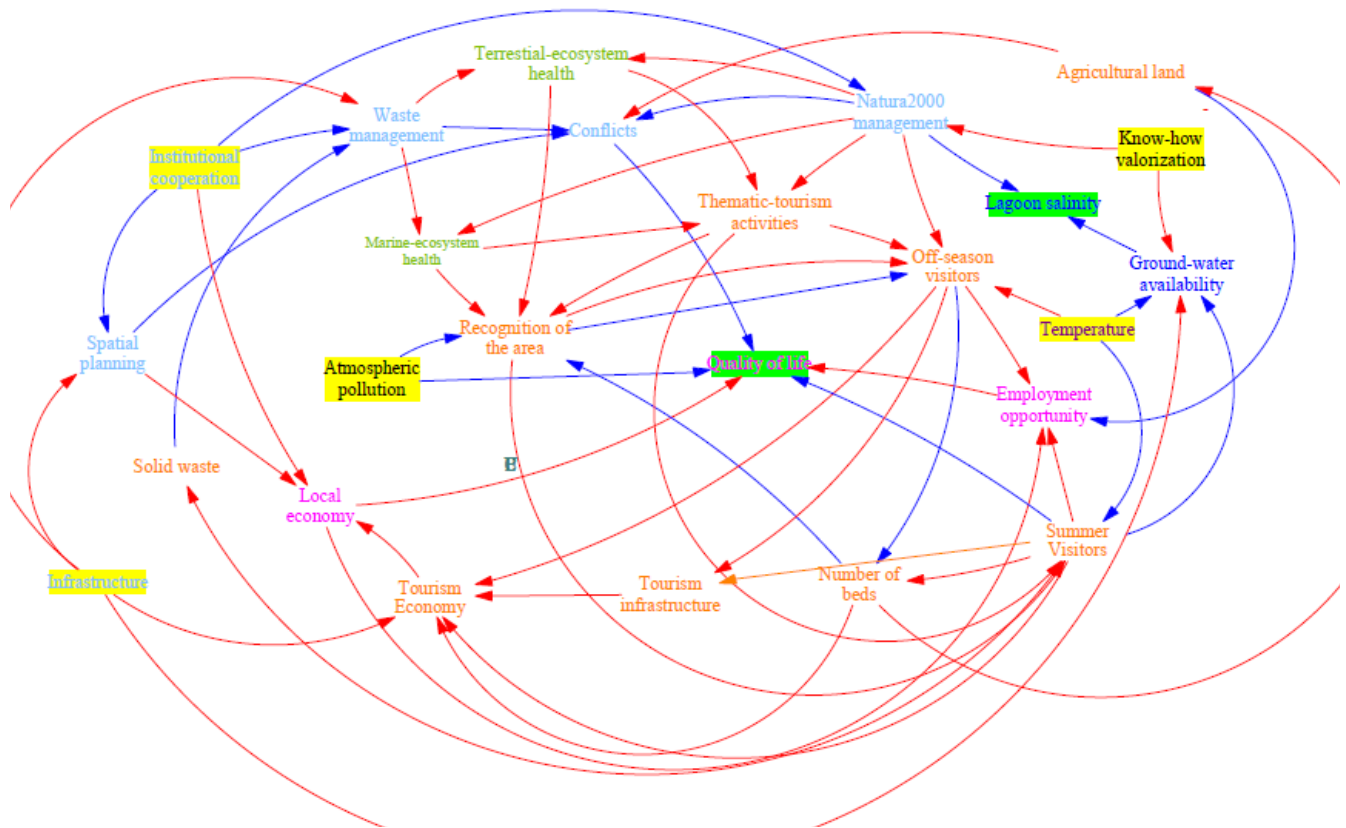 Terrestial-ecosystem
health
Agricultural land
Waste
management
Conflicts
Natura2000
management
Know-how
valorization
Institutional
cooperation
Thematic-tourism
activities
Lagoon salinity
Marine-ecosystem
health
Off-season
visitors
Ground-water
availability
Spatial
planning
Recognition of
the area
Temperature
Atmospheric
pollution
Quality of life
Employment
opportunity
Solid waste
Local
economy
Summer
Visitors
Infrastructure
Tourism
Economy
Tourism
infrastructure
Number of
beds